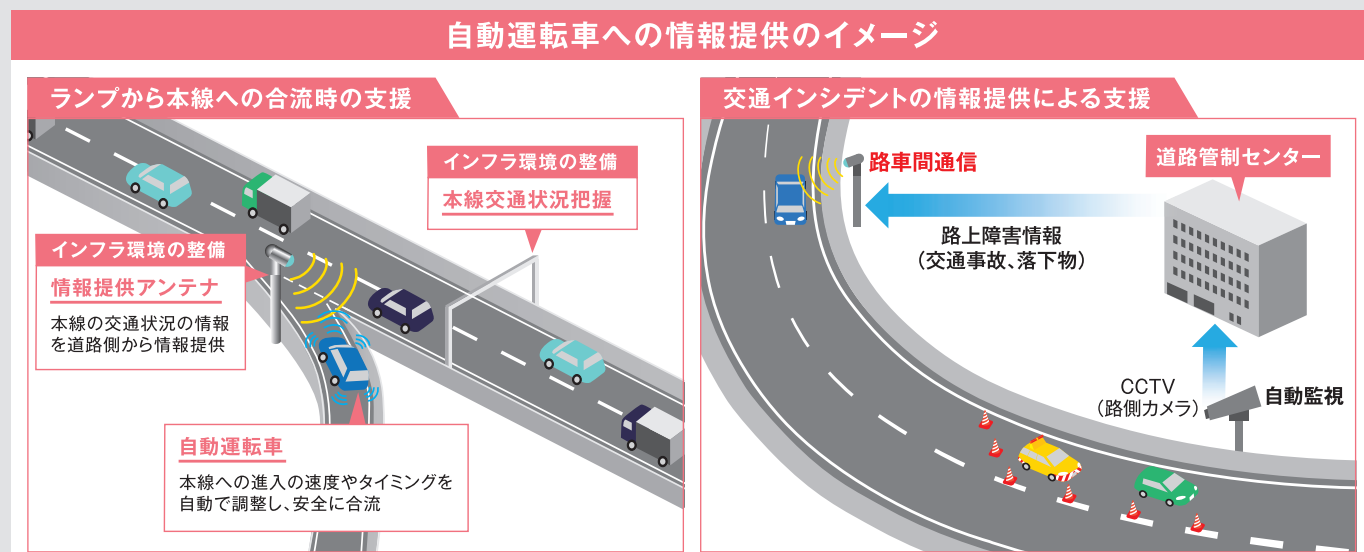 自動運転車への情報提供のイメージ
ランプから本線への合流時の支援
インフラ環境の整備
本線交通状況把握
インフラ環境の整備
情報提供アンテナ
本線の交通状況の情報
を道路側から情報提供
自動運転車
本線への進入の速度やタイミングを
自動で調整し、安全に合流
交通インシデントの情報提供による支援
路車間通信
道路管制センター
路上障害情報
（交通事故、落下物）
CCTV
（路側カメラ）
自動監視